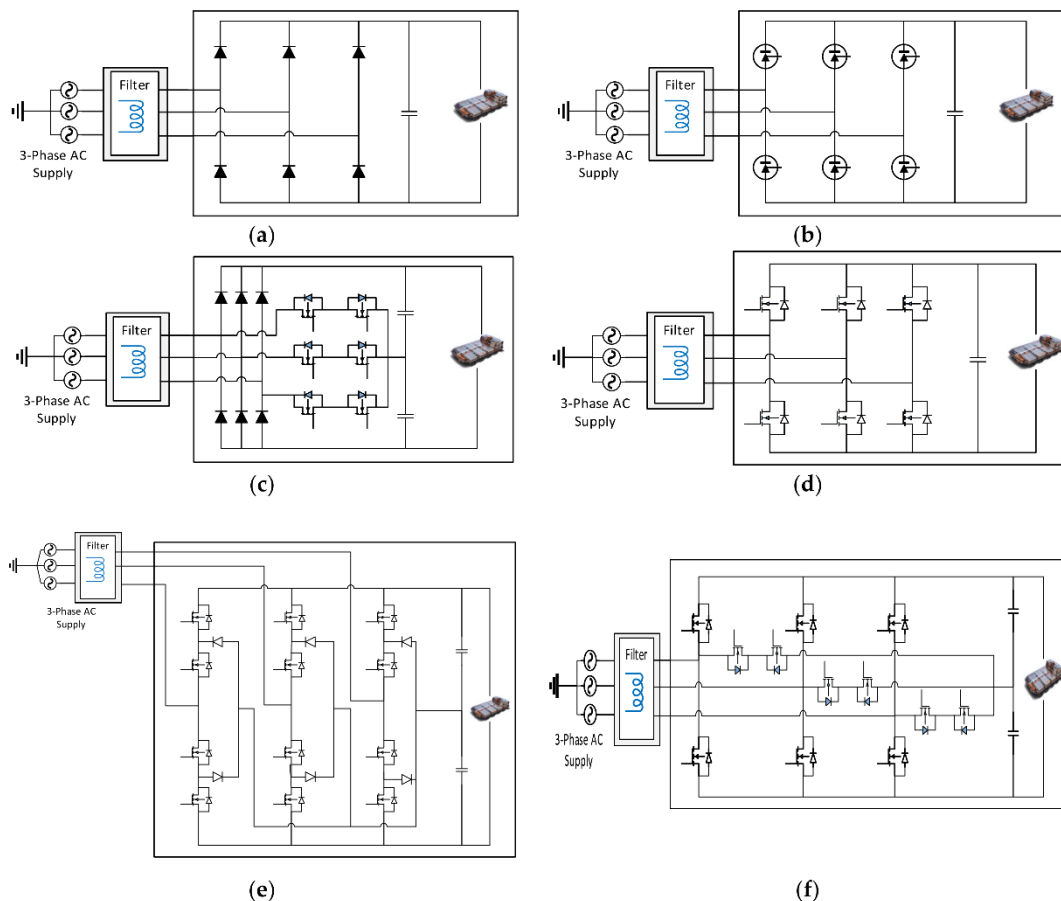 Filter
3-Phase AC
Supply
(a)
Filter
3-Phase AC
Supply
(b)
Filter
3-Phase AC
Supply
(c)
Filter
3-Phase AC
Supply
(d)
Filter
3-Phase AC
Supply
(e)
Filter
3-Phase AC
Supply
(f)